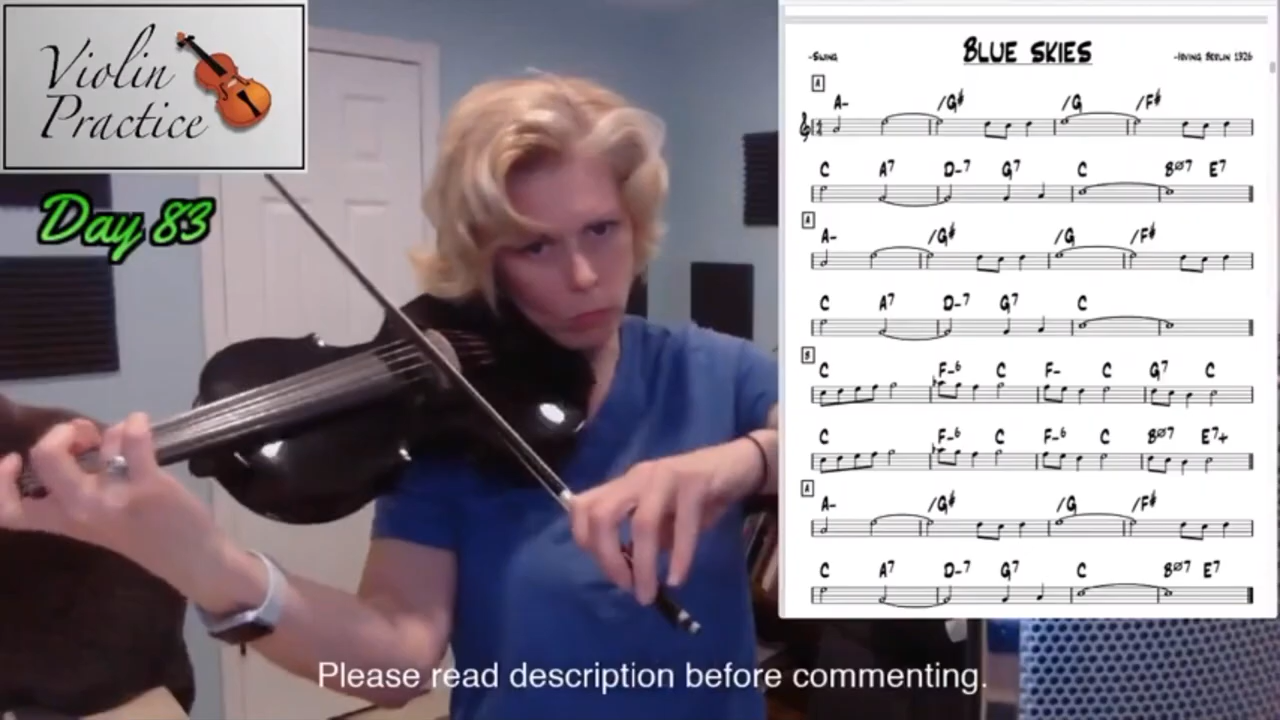 Violin
Practice
Day 83
BLUE SKIES
-SWING
-IRVING BERLIN 1926
A
A- /G# /G /F#
C A7 D-7 G7 C Bø7 E7
A
A- /G# /G /F#
C A7 D-7 G7 C
B
C F-6 C F- C G7 C
C F-6 C F-6 C Bø7 E7+
A
A- /G# /G /F#
C A7 D-7 G7 C Bø7 E7
Please read description before commenting.